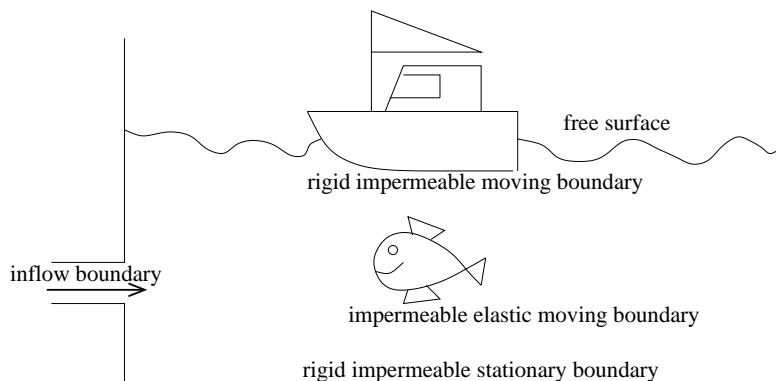 free surface
rigid impermeable moving boundary
inflow boundary
impermeable elastic moving boundary
rigid impermeable stationary boundary